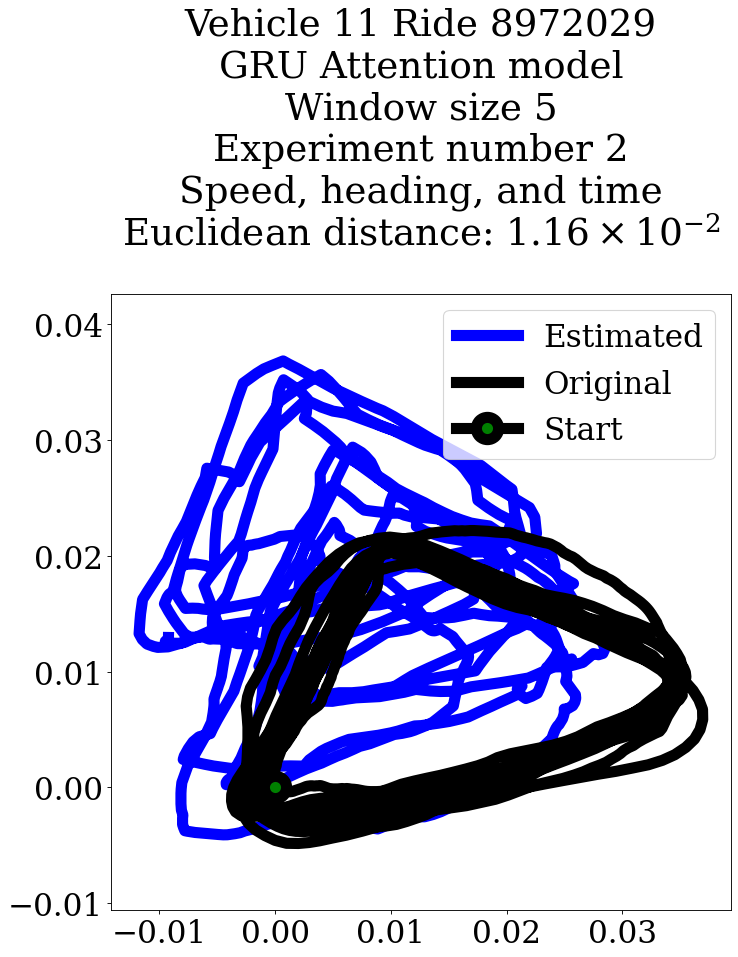 Vehicle 11 Ride 8972029
GRU Attention model
Window size 5
Experiment number 2
Speed, heading, and time
Euclidean distance: 1.16 × 10⁻²
Estimated
Original
Start
0.04
0.03
0.02
0.01
0.00
−0.01
−0.01 0.00 0.01 0.02 0.03